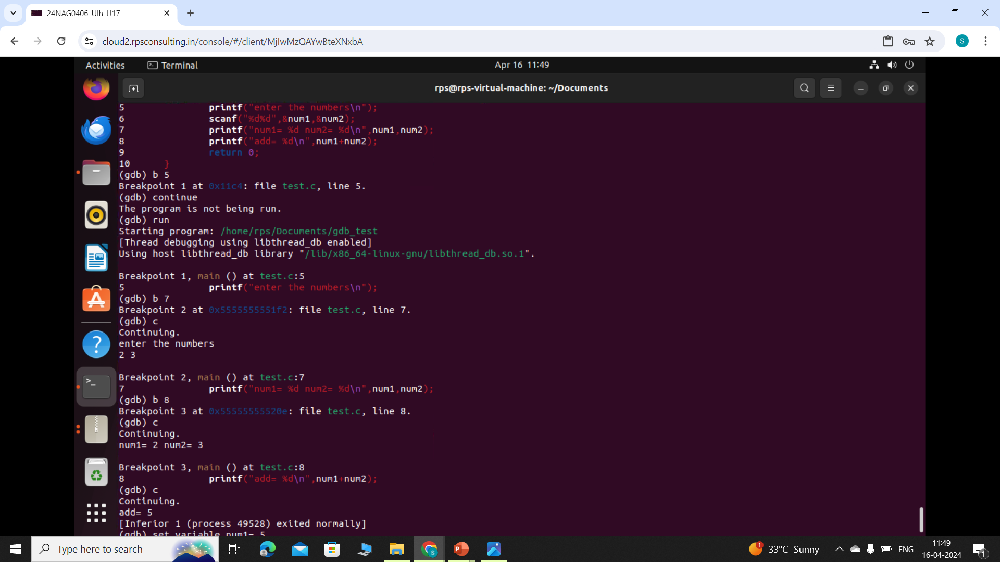 24NAG0406_UIh_U17
cloud2.rpsconsulting.in/console/#/client/MjIwMzQAYwBteXNxbA==
S
Activities
Terminal
Apr 16 11:49
rps@rps-virtual-machine: ~/Documents
5 printf("enter the numbers\n");
6 scanf("%d%d",&num1,&num2);
7 printf("num1= %d num2= %d\n",num1,num2);
8 printf("add= %d\n",num1+num2);
9 return 0;
10 }
(gdb) b 5
Breakpoint 1 at 0x11c4: file test.c, line 5.
(gdb) continue
The program is not being run.
(gdb) run
Starting program: /home/rps/Documents/gdb_test
[Thread debugging using libthread_db enabled]
Using host libthread_db library "/lib/x86_64-linux-gnu/libthread_db.so.1".
Breakpoint 1, main () at test.c:5
5 printf("enter the numbers\n");
(gdb) b 7
Breakpoint 2 at 0x5555555551f2: file test.c, line 7.
(gdb) c
Continuing.
enter the numbers
2 3
Breakpoint 2, main () at test.c:7
7 printf("num1= %d num2= %d\n",num1,num2);
(gdb) b 8
Breakpoint 3 at 0x55555555520e: file test.c, line 8.
(gdb) c
Continuing.
num1= 2 num2= 3
Breakpoint 3, main () at test.c:8
8 printf("add= %d\n",num1+num2);
(gdb) c
Continuing.
add= 5
[Inferior 1 (process 49528) exited normally]
(gdb) set variable num1= 5
Type here to search
S
P
1
33°C Sunny
ENG
11:49
16-04-2024
1